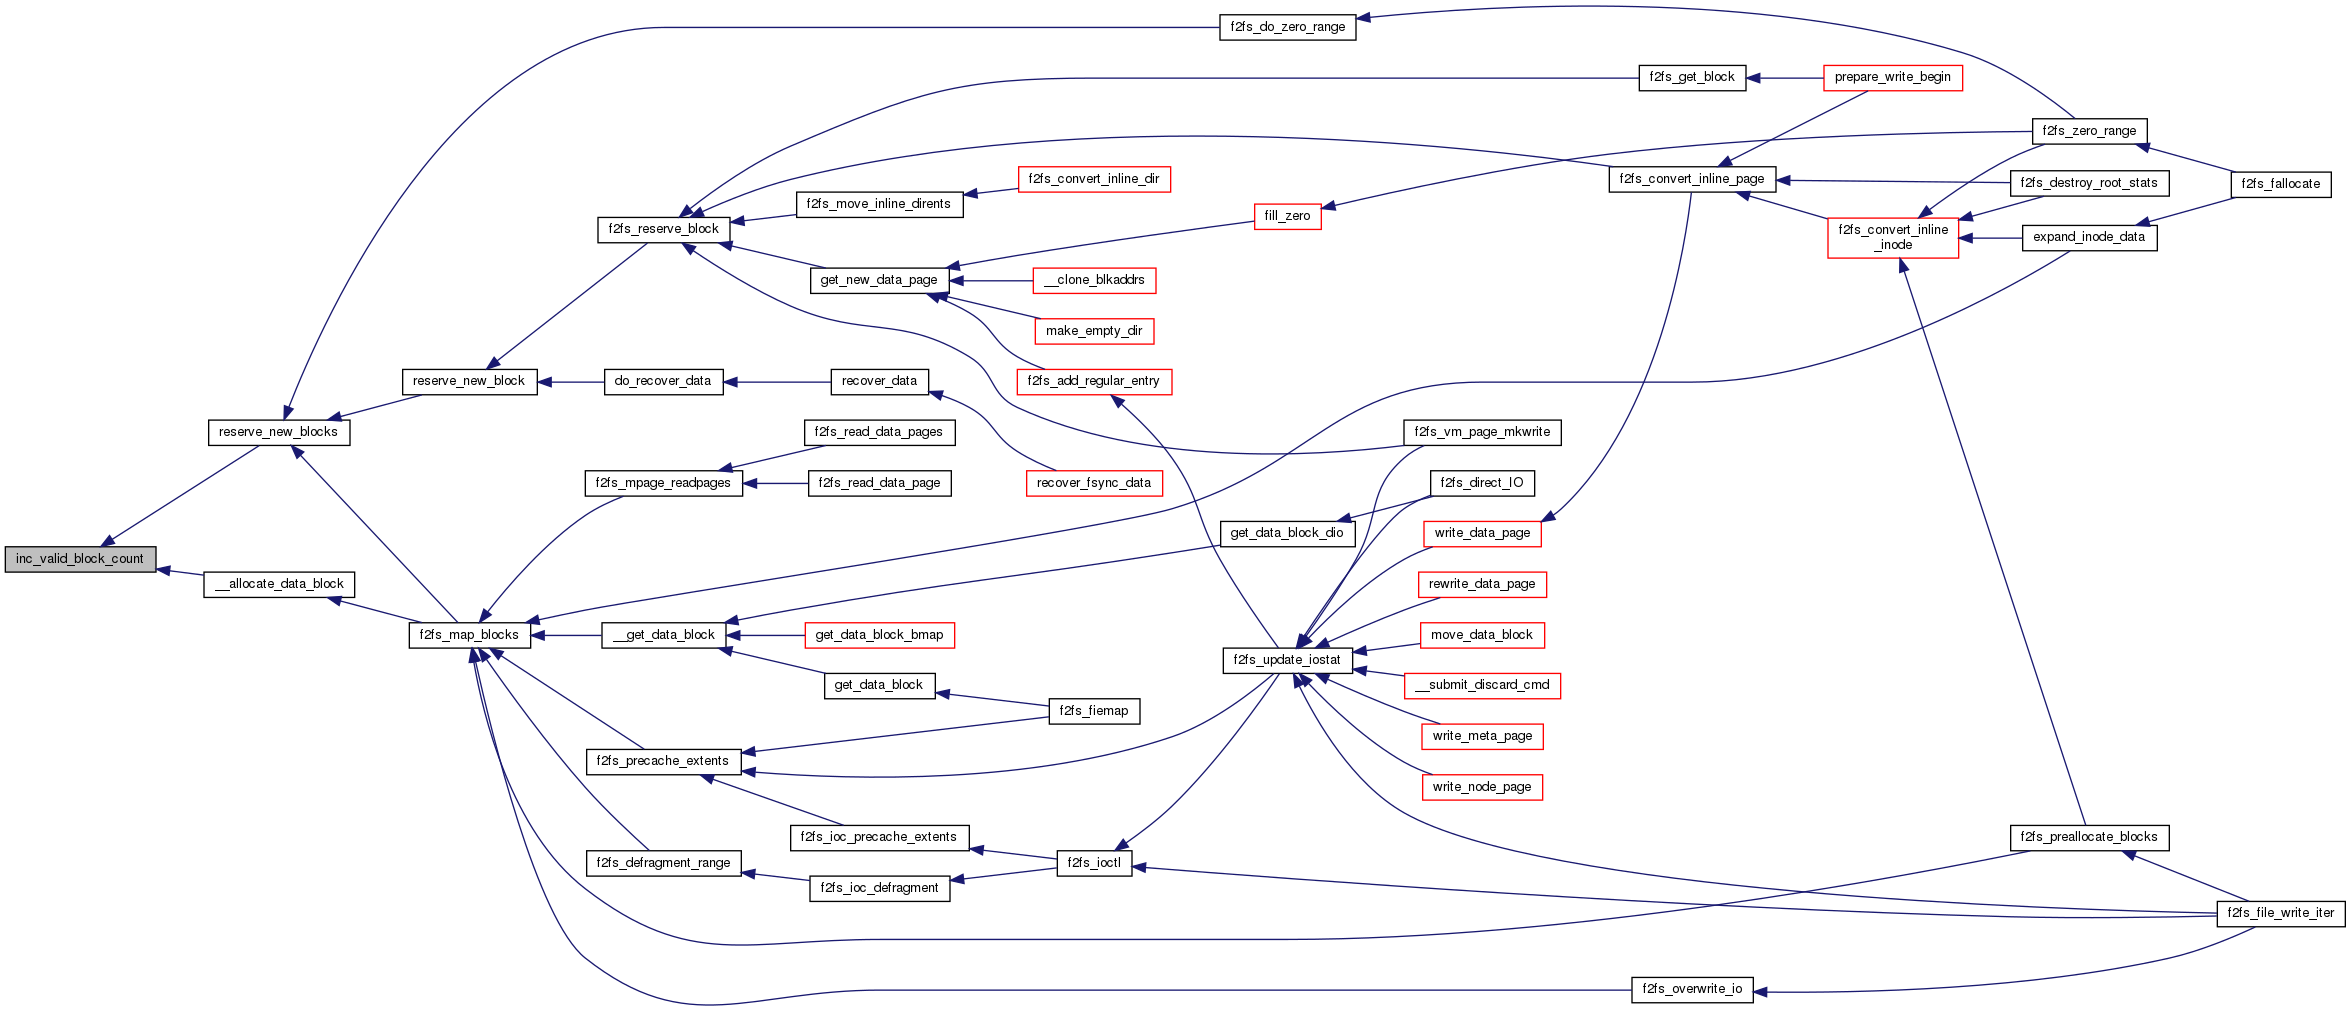 f2fs_do_zero_range
f2fs_get_block
prepare_write_begin
f2fs_zero_range
f2fs_convert_inline_dir
f2fs_convert_inline_page
f2fs_destroy_root_stats
f2fs_fallocate
f2fs_move_inline_dirents
fill_zero
f2fs_reserve_block
f2fs_convert_inline
_inode
expand_inode_data
get_new_data_page
__clone_blkaddrs
make_empty_dir
reserve_new_block
do_recover_data
recover_data
f2fs_add_regular_entry
reserve_new_blocks
f2fs_read_data_pages
f2fs_vm_page_mkwrite
f2fs_mpage_readpages
f2fs_read_data_page
recover_fsync_data
f2fs_direct_IO
get_data_block_dio
write_data_page
inc_valid_block_count
__allocate_data_block
rewrite_data_page
f2fs_map_blocks
__get_data_block
get_data_block_bmap
move_data_block
f2fs_update_iostat
get_data_block
__submit_discard_cmd
f2fs_fiemap
write_meta_page
f2fs_precache_extents
write_node_page
f2fs_ioc_precache_extents
f2fs_preallocate_blocks
f2fs_defragment_range
f2fs_ioctl
f2fs_ioc_defragment
f2fs_file_write_iter
f2fs_overwrite_io